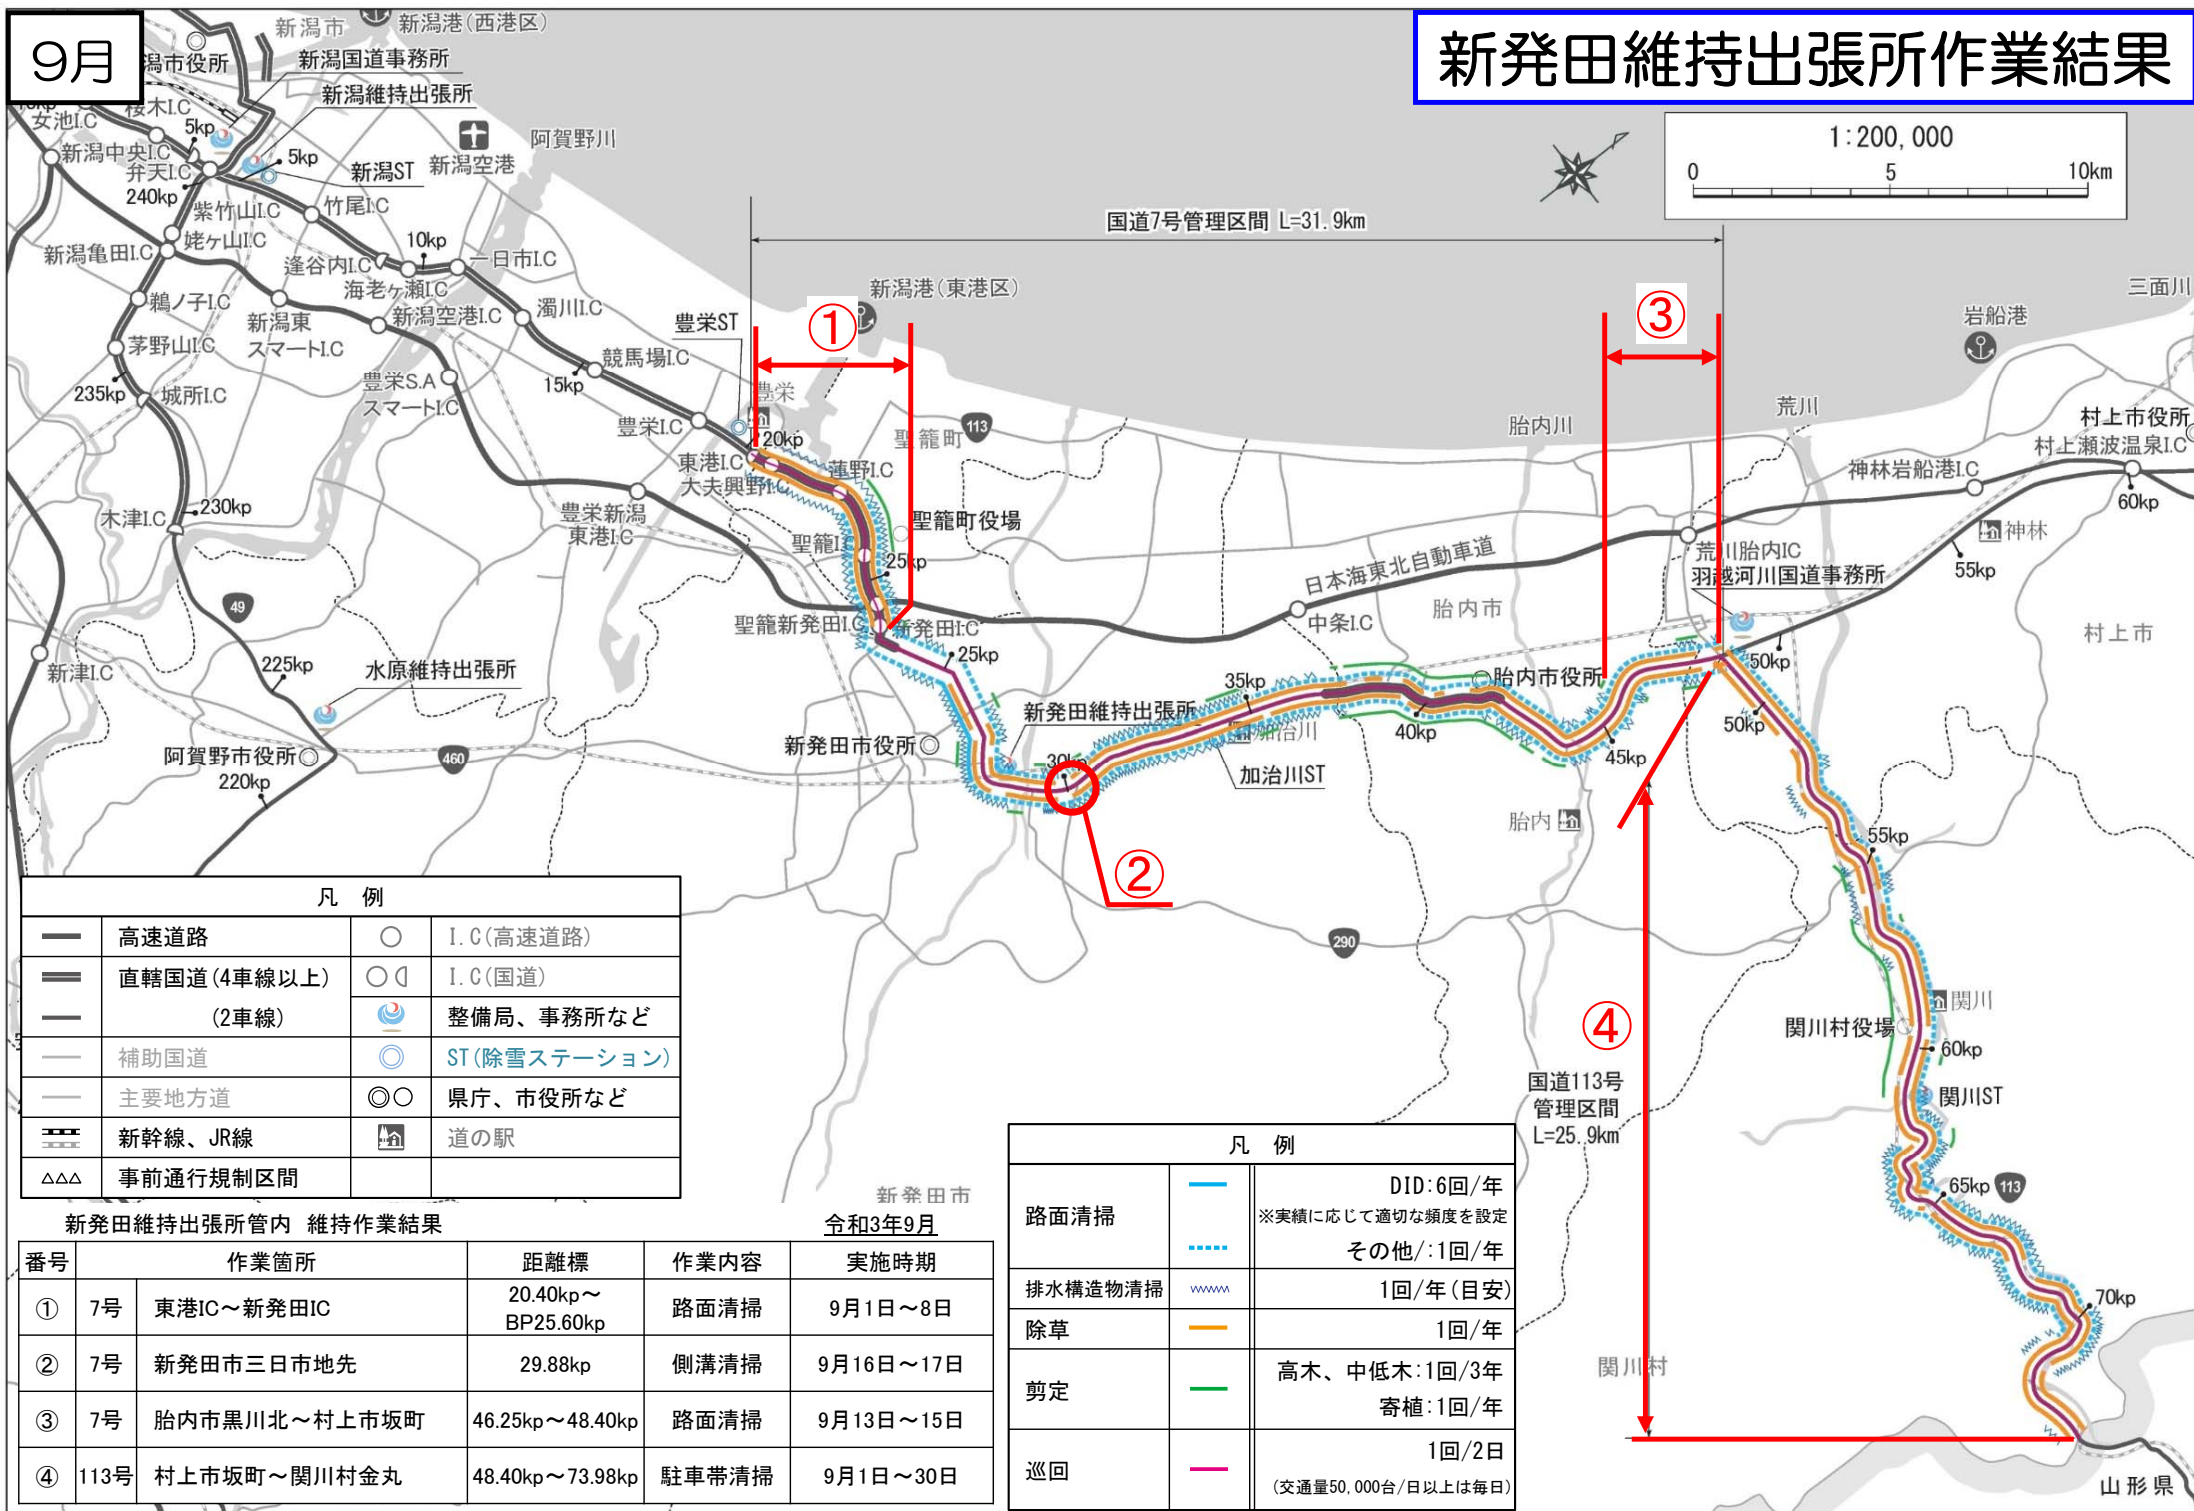 9月
新発田維持出張所作業結果
新潟市
新潟港(西港区)
潟市役所
新潟国道事務所
新潟維持出張所
桜木I.C
女池I.C
5kp
新潟中央I.C
弁天I.C
5kp
新潟ST
新潟空港
阿賀野川
240kp
紫竹山I.C
竹尾I.C
姥ヶ山I.C
新潟亀田I.C
10kp
逢谷内I.C
一日市I.C
海老ヶ瀬I.C
鵜ノ子I.C
新潟東
スマートI.C
新潟空港I.C
濁川I.C
茅野山I.C
235kp
城所I.C
豊栄S.A
スマートI.C
15kp
競馬場I.C
豊栄ST
豊栄I.C
豊栄
20kp
東港I.C
大夫興野I.C
蓮野I.C
聖籠町
113
聖籠町役場
聖籠I.
25kp
230kp
木津I.C
豊栄新潟
東港I.C
49
聖籠新発田I.C
新発田I.C
25kp
新津I.C
225kp
水原維持出張所
阿賀野市役所
220kp
460
新発田市役所
新発田維持出張所
30kp
35kp
加治川
加治川ST
40kp
胎内市役所
45kp
胎内
中条I.C
日本海東北自動車道
胎内市
胎内川
荒川
荒川胎内IC
羽越河川国道事務所
50kp
50kp
神林岩船港I.C
岩船港
三面川
村上市役所
村上瀬波温泉I.C
60kp
神林
55kp
村上市
55kp
関川
関川村役場
60kp
関川ST
65kp
113
70kp
山形県
関川村
290
新発田市
新潟港(東港区)
国道7号管理区間 L=31.9km
国道113号
管理区間
L=25.9km
①
②
③
④
1:200,000
0 5 10km
凡 例
高速道路 I.C(高速道路)
直轄国道(4車線以上) I.C(国道)
(2車線) 整備局、事務所など
補助国道 ST(除雪ステーション)
主要地方道 県庁、市役所など
新幹線、JR線 道の駅
事前通行規制区間
新発田維持出張所管内 維持作業結果 令和3年9月
番号 作業箇所 距離標 作業内容 実施時期
① 7号 東港IC～新発田IC 20.40kp～
BP25.60kp 路面清掃 9月1日～8日
② 7号 新発田市三日市地先 29.88kp 側溝清掃 9月16日～17日
③ 7号 胎内市黒川北～村上市坂町 46.25kp～48.40kp 路面清掃 9月13日～15日
④ 113号 村上市坂町～関川村金丸 48.40kp～73.98kp 駐車帯清掃 9月1日～30日
凡 例
路面清掃 DID:6回/年
※実績に応じて適切な頻度を設定
その他/:1回/年
排水構造物清掃 1回/年(目安)
除草 1回/年
剪定 高木、中低木:1回/3年
寄植:1回/年
巡回 1回/2日
(交通量50,000台/日以上は毎日)